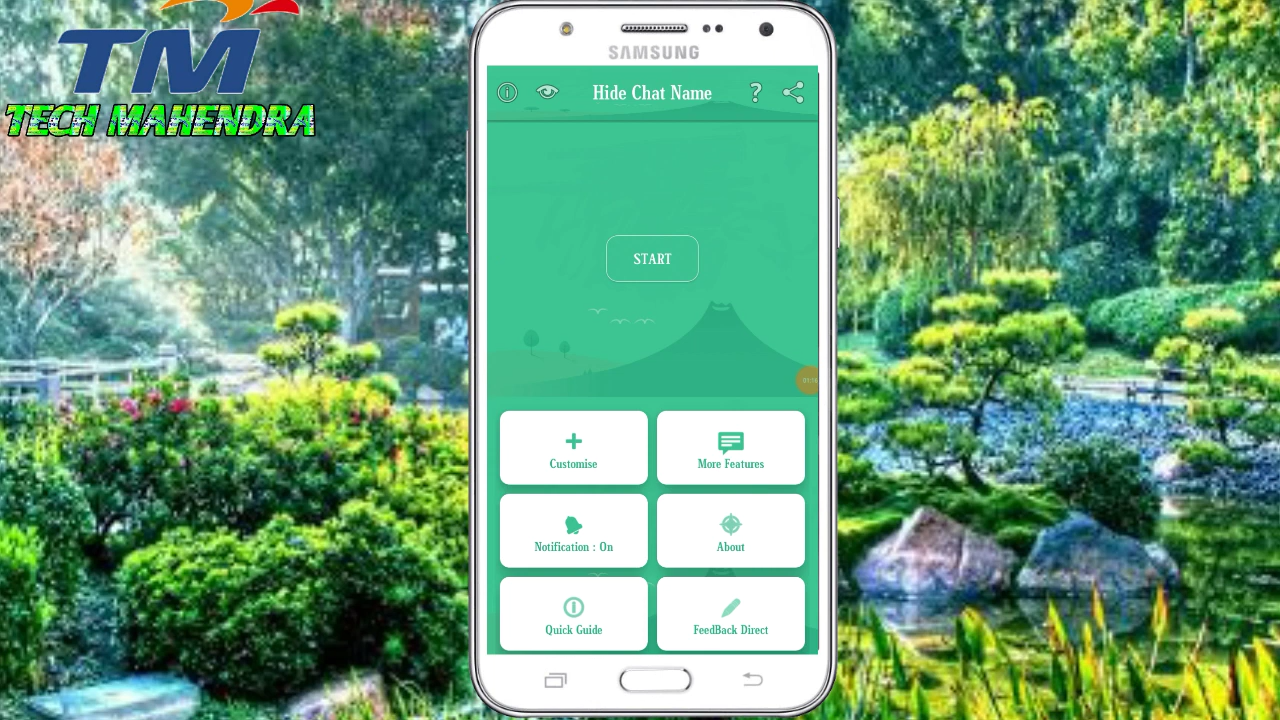 TM
TECH MAHENDRA
SAMSUNG
Hide Chat Name
START
Customise
More Features
Notification : On
About
Quick Guide
FeedBack Direct